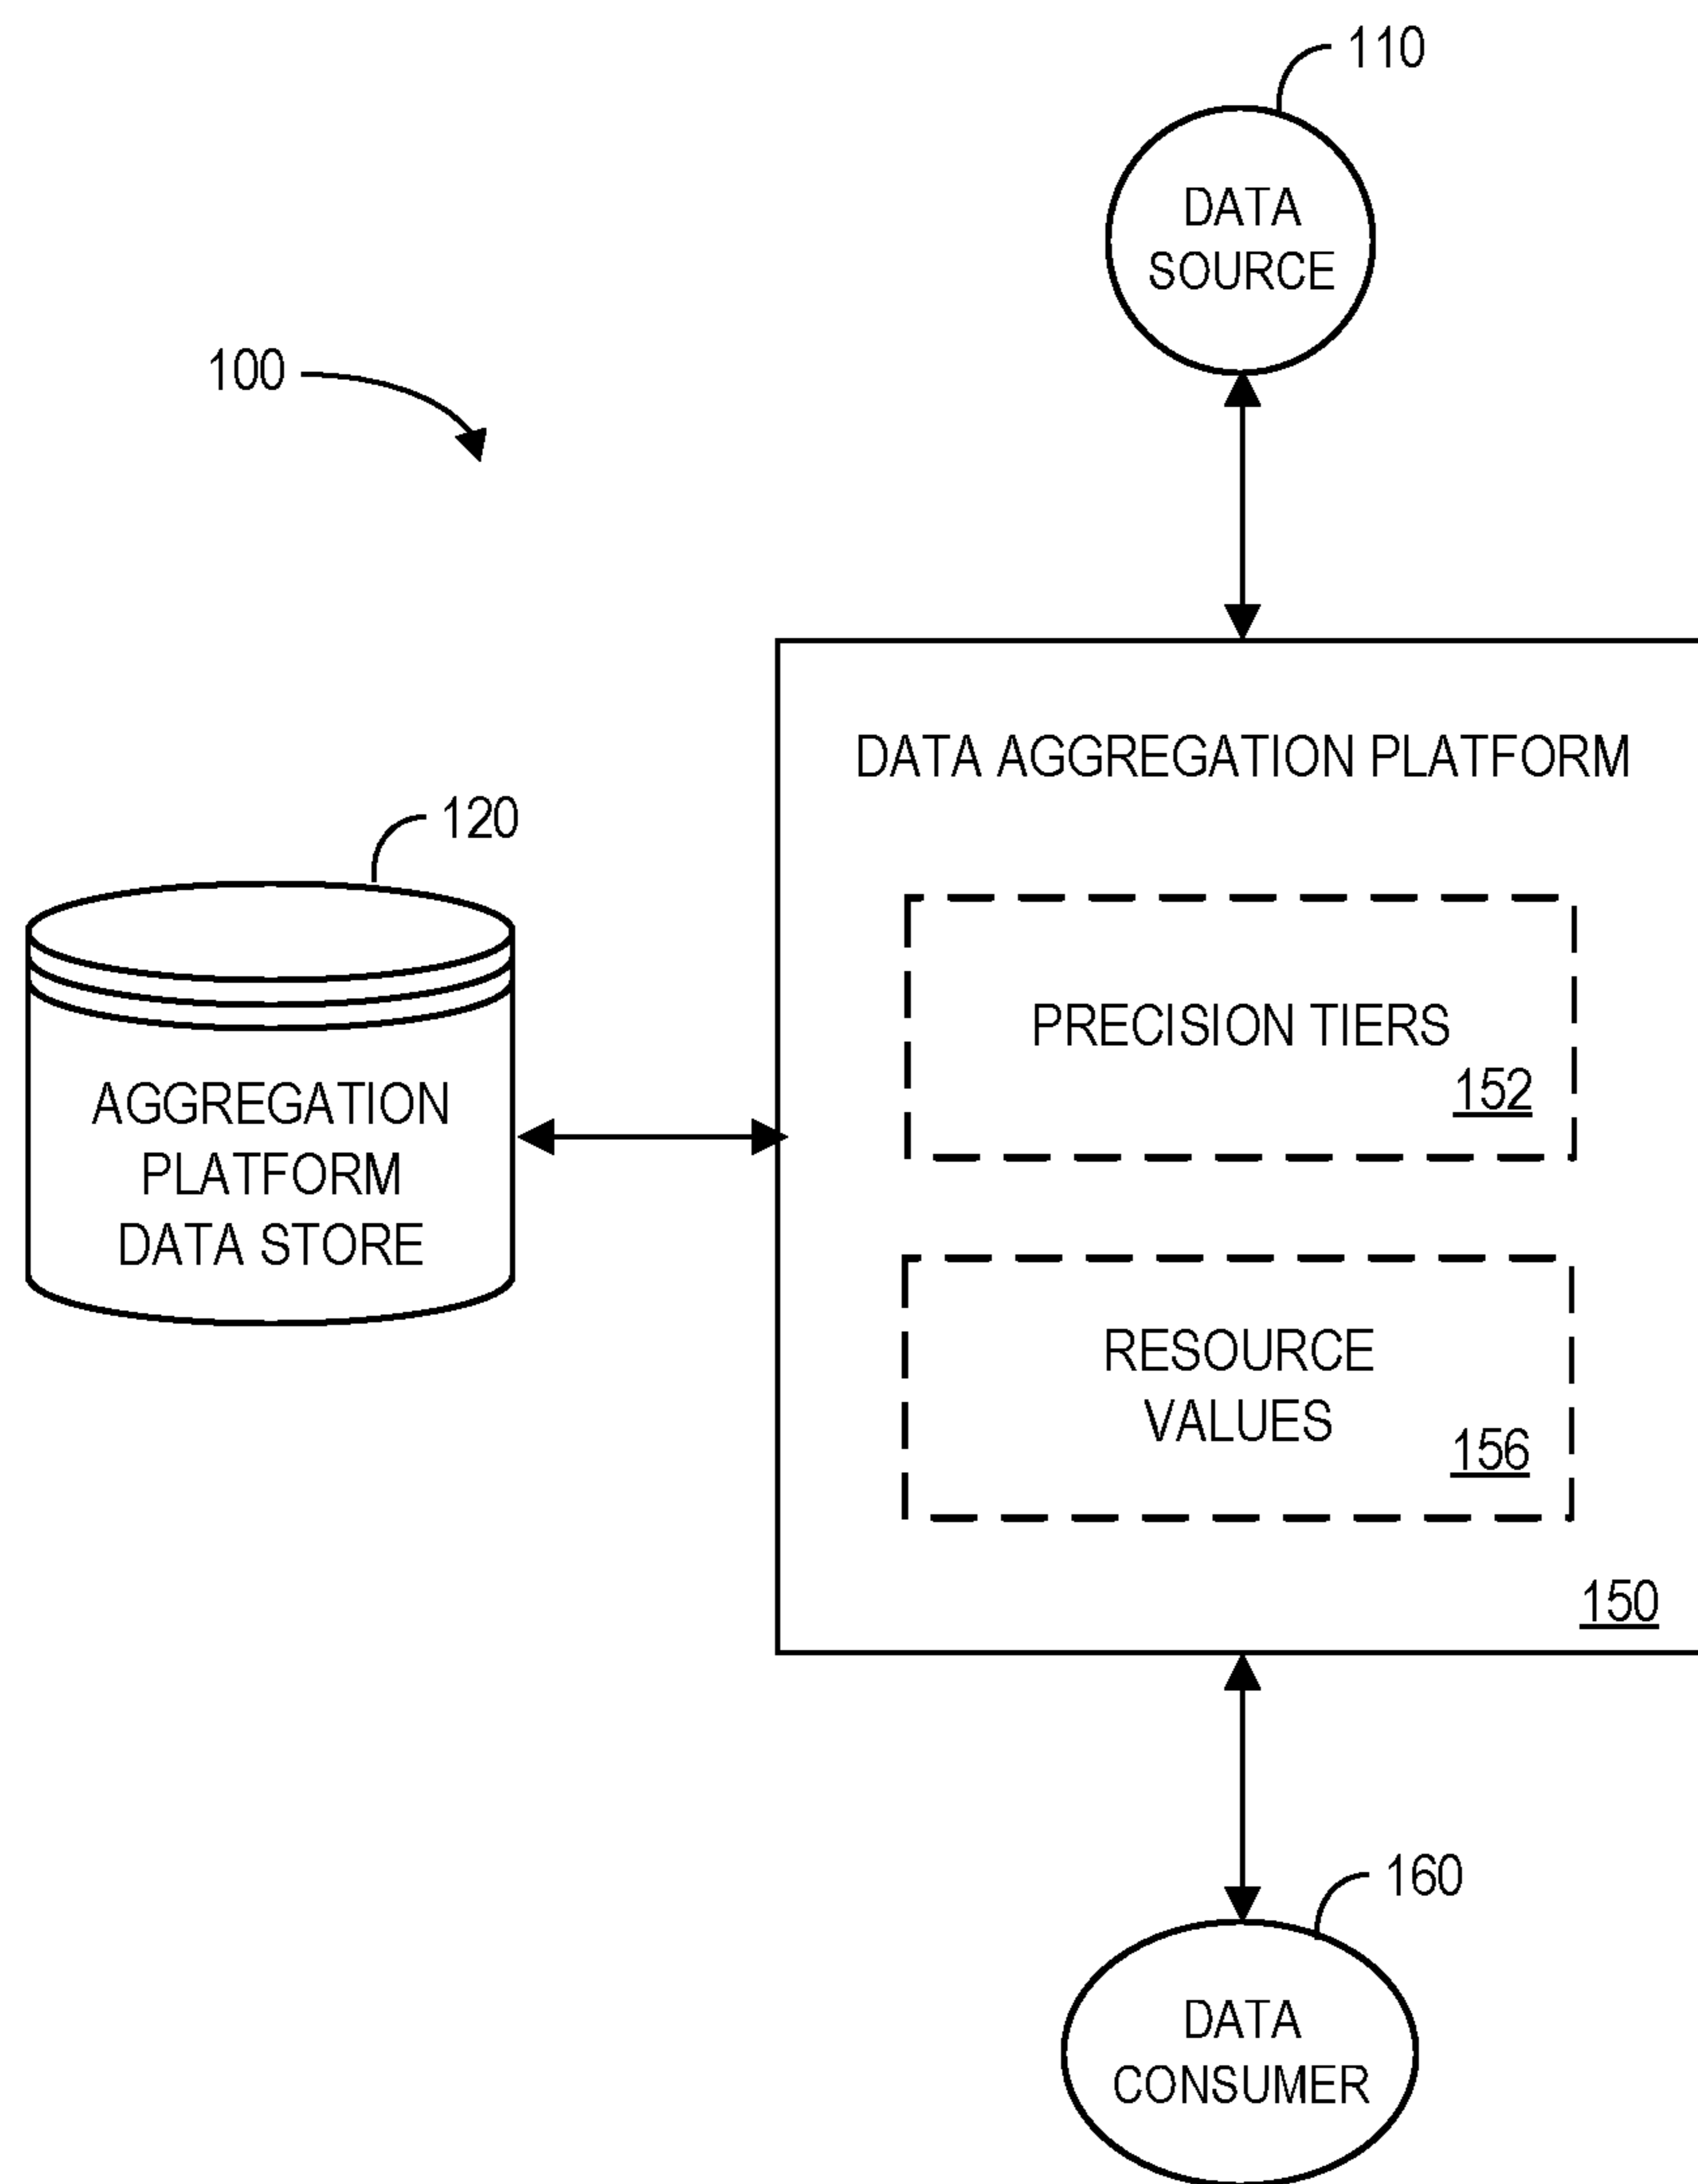 110
DATA
SOURCE
100
DATA AGGREGATION PLATFORM
120
PRECISION TIERS
152
AGGREGATION
PLATFORM
DATA STORE
RESOURCE
VALUES
156
150
160
DATA
CONSUMER